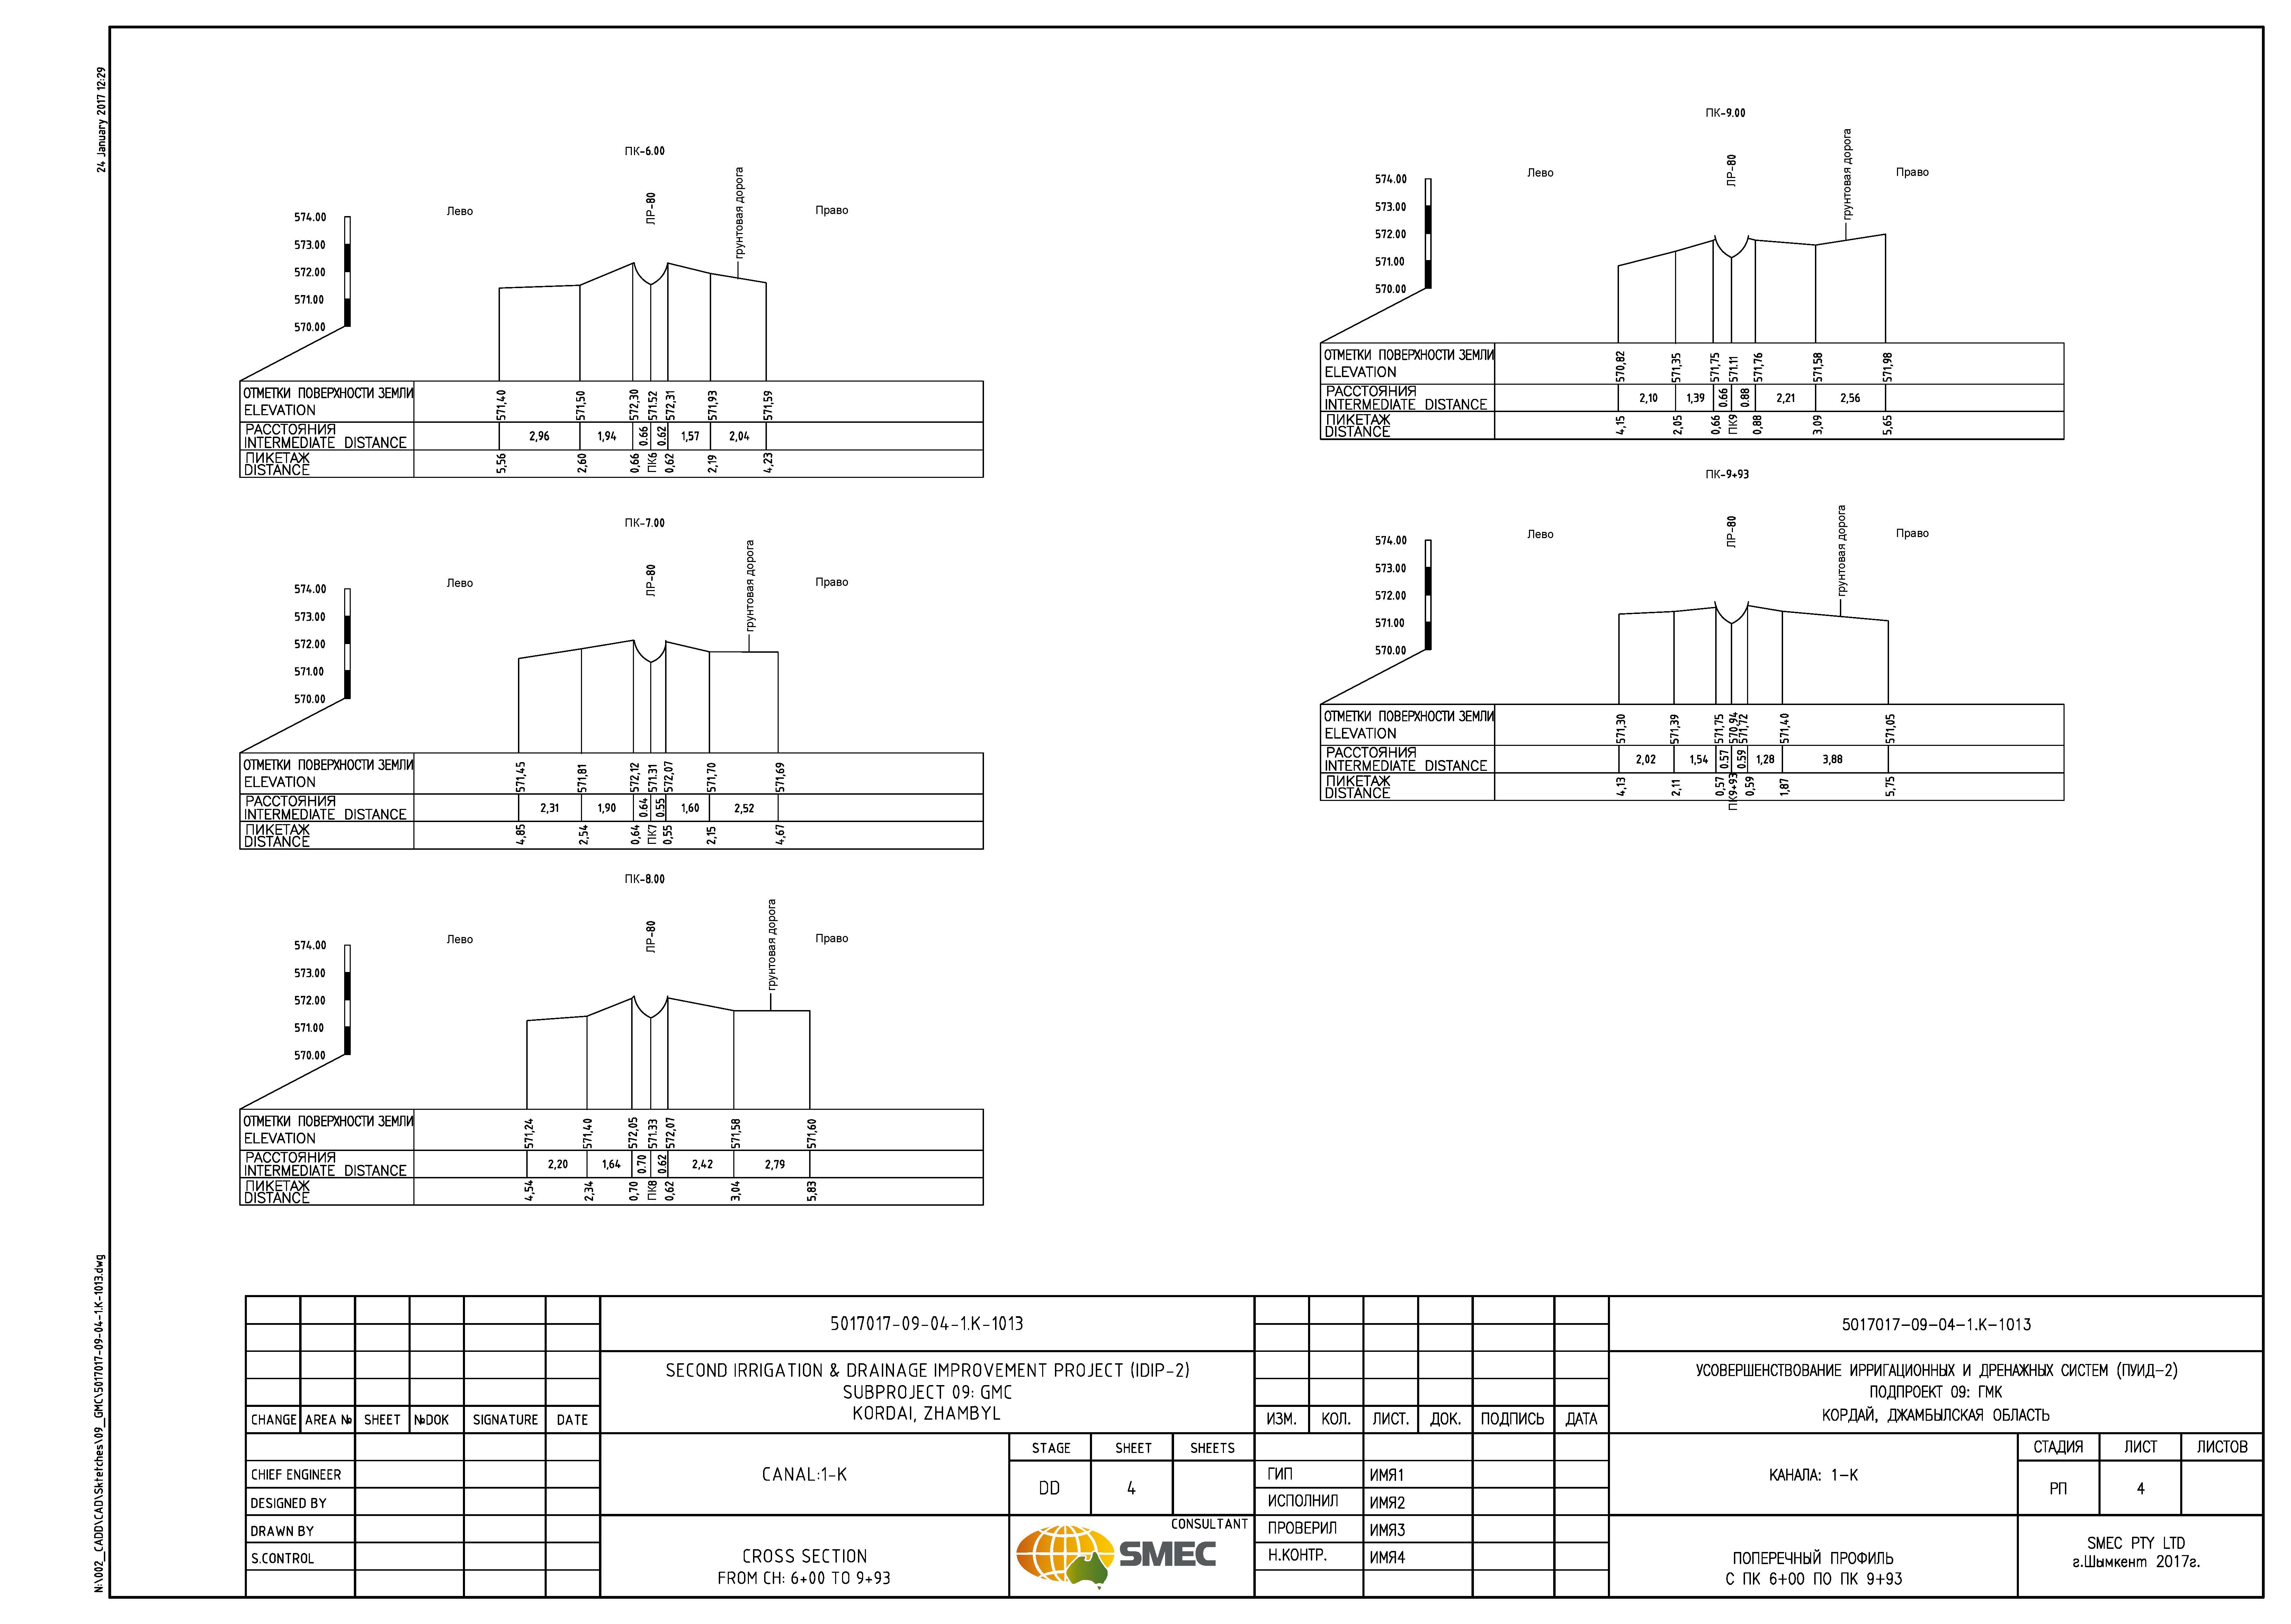 24 January 2017 12:29
N:\002_CADD\CAD\Sktetches\09_GMC\5017017-09-04-1.K-1013.dwg
ПК-6.00
ЛР-80
грунтовая дорога
Лево
Право
574.00
573.00
572.00
571.00
570.00
ОТМЕТКИ ПОВЕРХНОСТИ ЗЕМЛИ
ELEVATION
571,40 571,50 572,30 571.52 572,31 571,93 571,59
РАССТОЯНИЯ
INTERMEDIATE DISTANCE
2,96 1,94 0.66 0.62 1,57 2,04
ПИКЕТАЖ
DISTANCE
5,56 2,60 0,66 ПК6 0,62 2,19 4,23
ПК-7.00
ЛР-80
грунтовая дорога
Лево
Право
574.00
573.00
572.00
571.00
570.00
ОТМЕТКИ ПОВЕРХНОСТИ ЗЕМЛИ
ELEVATION
571,45 571,81 572,12 571.31 572,07 571,70 571,69
РАССТОЯНИЯ
INTERMEDIATE DISTANCE
2,31 1,90 0.64 0.55 1,60 2,52
ПИКЕТАЖ
DISTANCE
4,85 2,54 0,64 ПК7 0,55 2,15 4,67
ПК-8.00
ЛР-80
грунтовая дорога
Лево
Право
574.00
573.00
572.00
571.00
570.00
ОТМЕТКИ ПОВЕРХНОСТИ ЗЕМЛИ
ELEVATION
571,24 571,40 572,05 571.33 572,07 571,58 571,60
РАССТОЯНИЯ
INTERMEDIATE DISTANCE
2,20 1,64 0.70 0.62 2,42 2,79
ПИКЕТАЖ
DISTANCE
4,54 2,34 0,70 ПК8 0,62 3,04 5,83
ПК-9.00
ЛР-80
грунтовая дорога
Лево
Право
574.00
573.00
572.00
571.00
570.00
ОТМЕТКИ ПОВЕРХНОСТИ ЗЕМЛИ
ELEVATION
570,82 571,35 571,75 571.11 571,76 571,58 571,98
РАССТОЯНИЯ
INTERMEDIATE DISTANCE
2,10 1,39 0.66 0.88 2,21 2,56
ПИКЕТАЖ
DISTANCE
4,15 2,05 0,66 ПК9 0,88 3,09 5,65
ПК-9+93
ЛР-80
грунтовая дорога
Лево
Право
574.00
573.00
572.00
571.00
570.00
ОТМЕТКИ ПОВЕРХНОСТИ ЗЕМЛИ
ELEVATION
571,30 571,39 571,75 570.94 571,72 571,40 571,05
РАССТОЯНИЯ
INTERMEDIATE DISTANCE
2,02 1,54 0.57 0.59 1,28 3,88
ПИКЕТАЖ
DISTANCE
4,13 2,11 0,57 ПК9+93 0,59 1,87 5,75
5017017-09-04-1.K-1013
SECOND IRRIGATION & DRAINAGE IMPROVEMENT PROJECT (IDIP-2)
SUBPROJECT 09: GMC
KORDAI, ZHAMBYL
CHANGE AREA № SHEET №DOK SIGNATURE DATE
CHIEF ENGINEER
DESIGNED BY
DRAWN BY
S.CONTROL
CANAL:1-K
STAGE SHEET SHEETS
DD 4
CROSS SECTION
FROM CH: 6+00 TO 9+93
CONSULTANT
SMEC
5017017-09-04-1.K-1013
УСОВЕРШЕНСТВОВАНИЕ ИРРИГАЦИОННЫХ И ДРЕНАЖНЫХ СИСТЕМ (ПУИД-2)
ПОДПРОЕКТ 09: ГМК
КОРДАЙ, ДЖАМБЫЛСКАЯ ОБЛАСТЬ
ИЗМ. КОЛ. ЛИСТ. ДОК. ПОДПИСЬ ДАТА
ГИП ИМЯ1
ИСПОЛНИЛ ИМЯ2
ПРОВЕРИЛ ИМЯ3
Н.КОНТР. ИМЯ4
КАНАЛА: 1-К
СТАДИЯ ЛИСТ ЛИСТОВ
РП 4
ПОПЕРЕЧНЫЙ ПРОФИЛЬ
С ПК 6+00 ПО ПК 9+93
SMEC PTY LTD
г.Шымкент 2017г.